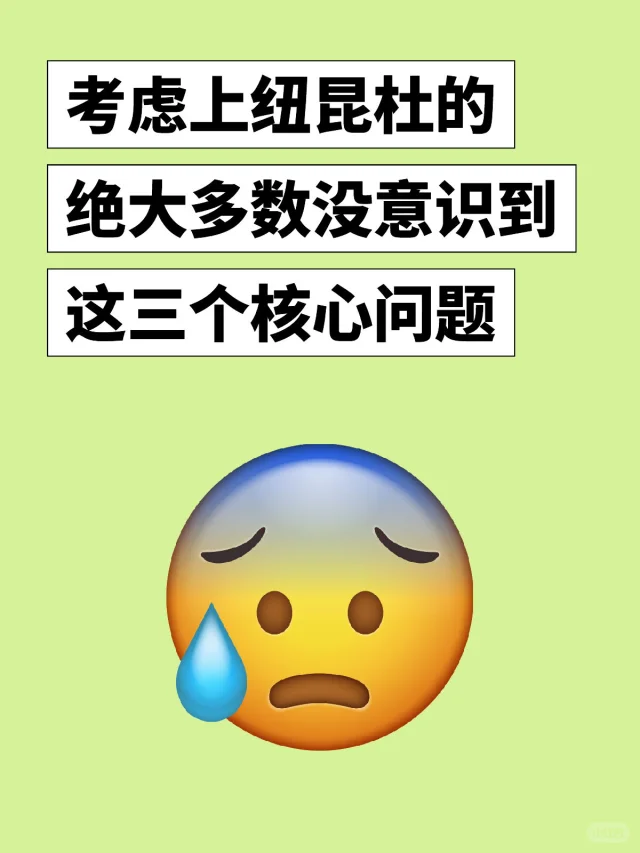 考虑上纽昆杜的
绝大多数没意识到
这三个核心问题